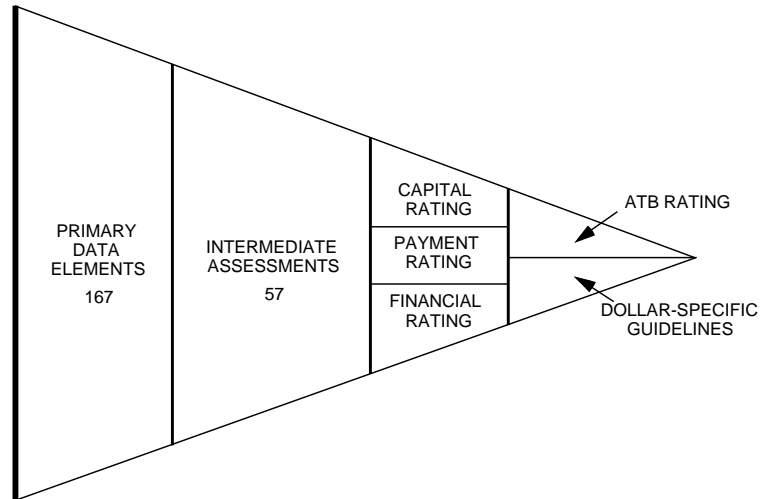 PRIMARY
DATA
ELEMENTS
167
INTERMEDIATE
ASSESSMENTS
57
CAPITAL
RATING
PAYMENT
RATING
FINANCIAL
RATING
ATB RATING
DOLLAR-SPECIFIC
GUIDELINES